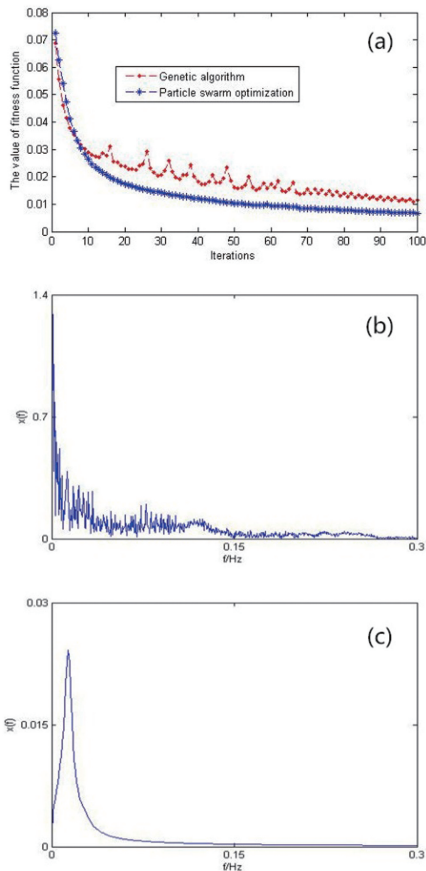 0.08
(a)
0.07
Genetic algorithm
Particle swarm optimization
0.06
0.05
0.04
0.03
0.02
0.01
0
The value of fitness function
0 10 20 30 40 50 60 70 80 90 100
Iterations
1.4
(b)
0.7
x(f)
0
0 0.15 0.3
f/Hz
0.03
(c)
0.015
x(f)
0
0 0.15 0.3
f/Hz